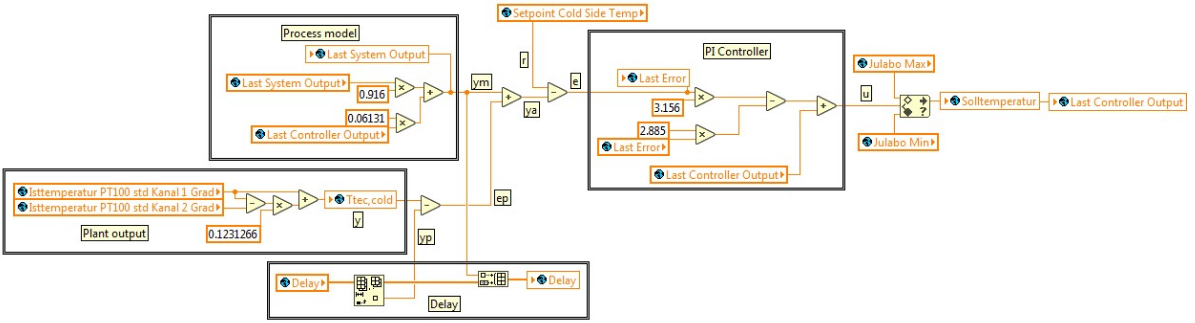 Setpoint Cold Side Temp
Process model
Last System Output
Last System Output
0.916
0.06131
Last Controller Output
ym
r
ya
e
PI Controller
Last Error
3.156
2.885
Last Error
Last Controller Output
u
Julabo Max
Solltemperatur
Last Controller Output
Julabo Min
Isttemperatur PT100 std Kanal 1 Grad
Isttemperatur PT100 std Kanal 2 Grad
0.1231266
Plant output
Ttec,cold
y
ep
yp
Delay
Delay
Delay